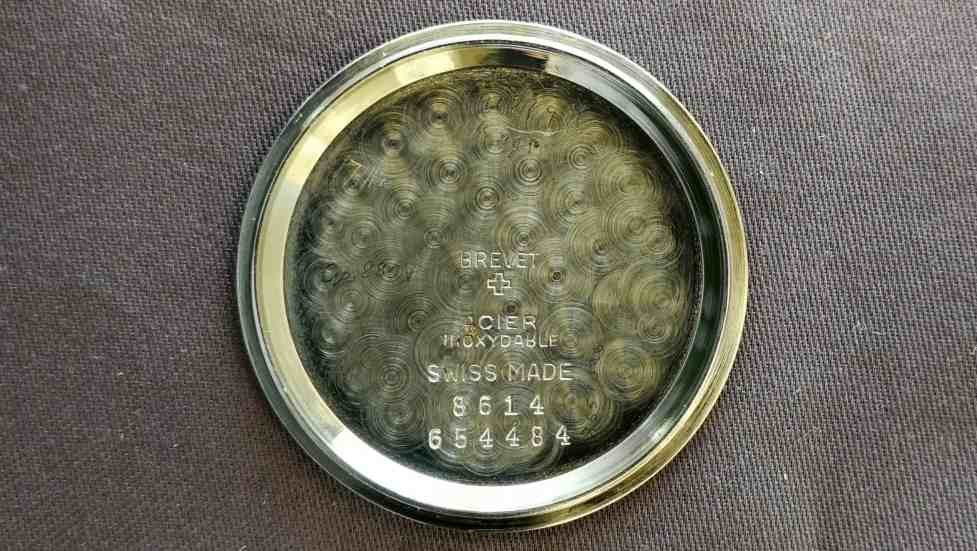 BREVET
ACIER
INOXYDABLE
SWISS MADE
8614
654484